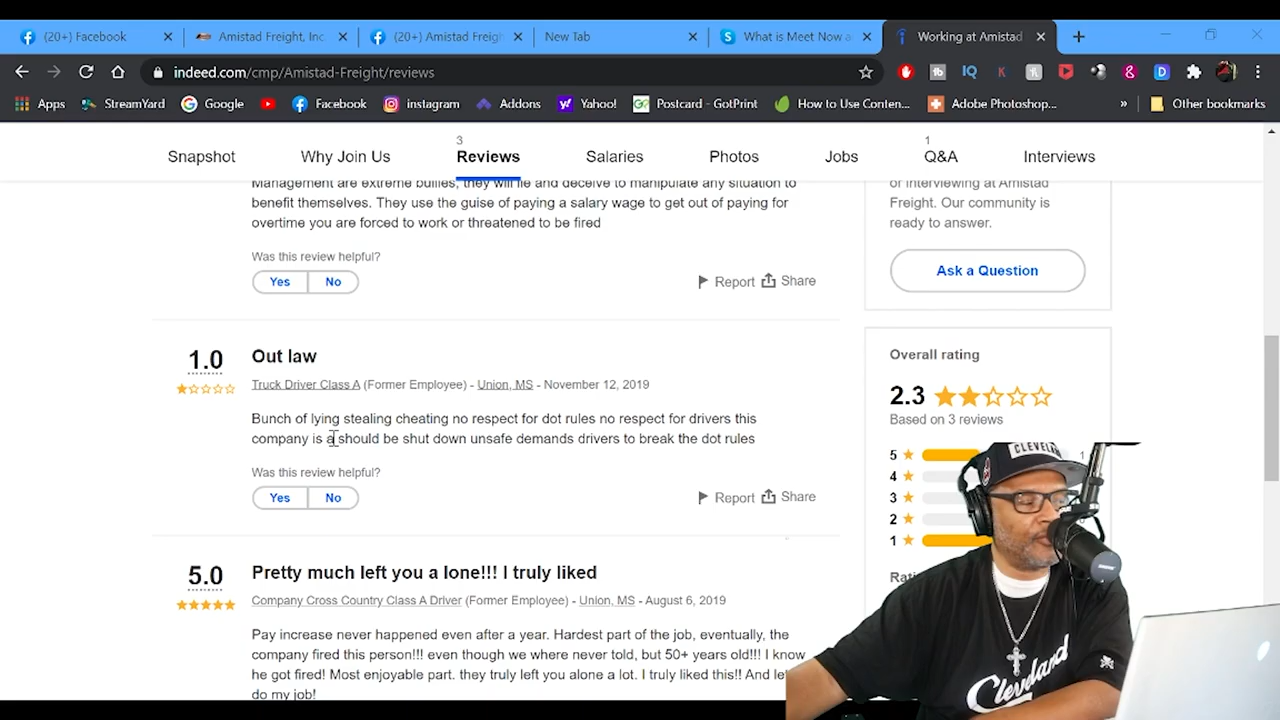 (20+) Facebook
Amistad Freight, Inc.
(20+) Amistad Freig
New Tab
What is Meet Now a
Working at Amistad
indeed.com/cmp/Amistad-Freight/reviews
Apps
StreamYard
Google
Facebook
instagram
Addons
Yahoo!
Postcard - GotPrint
How to Use Conten...
Adobe Photoshop...
»
Other bookmarks
Snapshot
Why Join Us
3
Reviews
Salaries
Photos
Jobs
1
Q&A
Interviews
Management are extreme bullies, they will lie and deceive to manipulate any situation to
benefit themselves. They use the guise of paying a salary wage to get out of paying for
overtime you are forced to work or threatened to be fired
Was this review helpful?
Yes No
Report Share
1.0
Out law
Truck Driver Class A (Former Employee) - Union, MS - November 12, 2019
Bunch of lying stealing cheating no respect for dot rules no respect for drivers this
company is a should be shut down unsafe demands drivers to break the dot rules
Was this review helpful?
Yes No
Report Share
5.0
Pretty much left you a lone!!! I truly liked
Company Cross Country Class A Driver (Former Employee) - Union, MS - August 6, 2019
Pay increase never happened even after a year. Hardest part of the job, eventually, the
company fired this person!!! even though we where never told, but 50+ years old!!! I know
he got fired! Most enjoyable part. they truly left you alone a lot. I truly liked this!! And let
do my job!
or interviewing at Amistad
Freight. Our community is
ready to answer.
Ask a Question
Overall rating
2.3
Based on 3 reviews
5 1
4
3
2
1
CLEVELAND
Cleveland